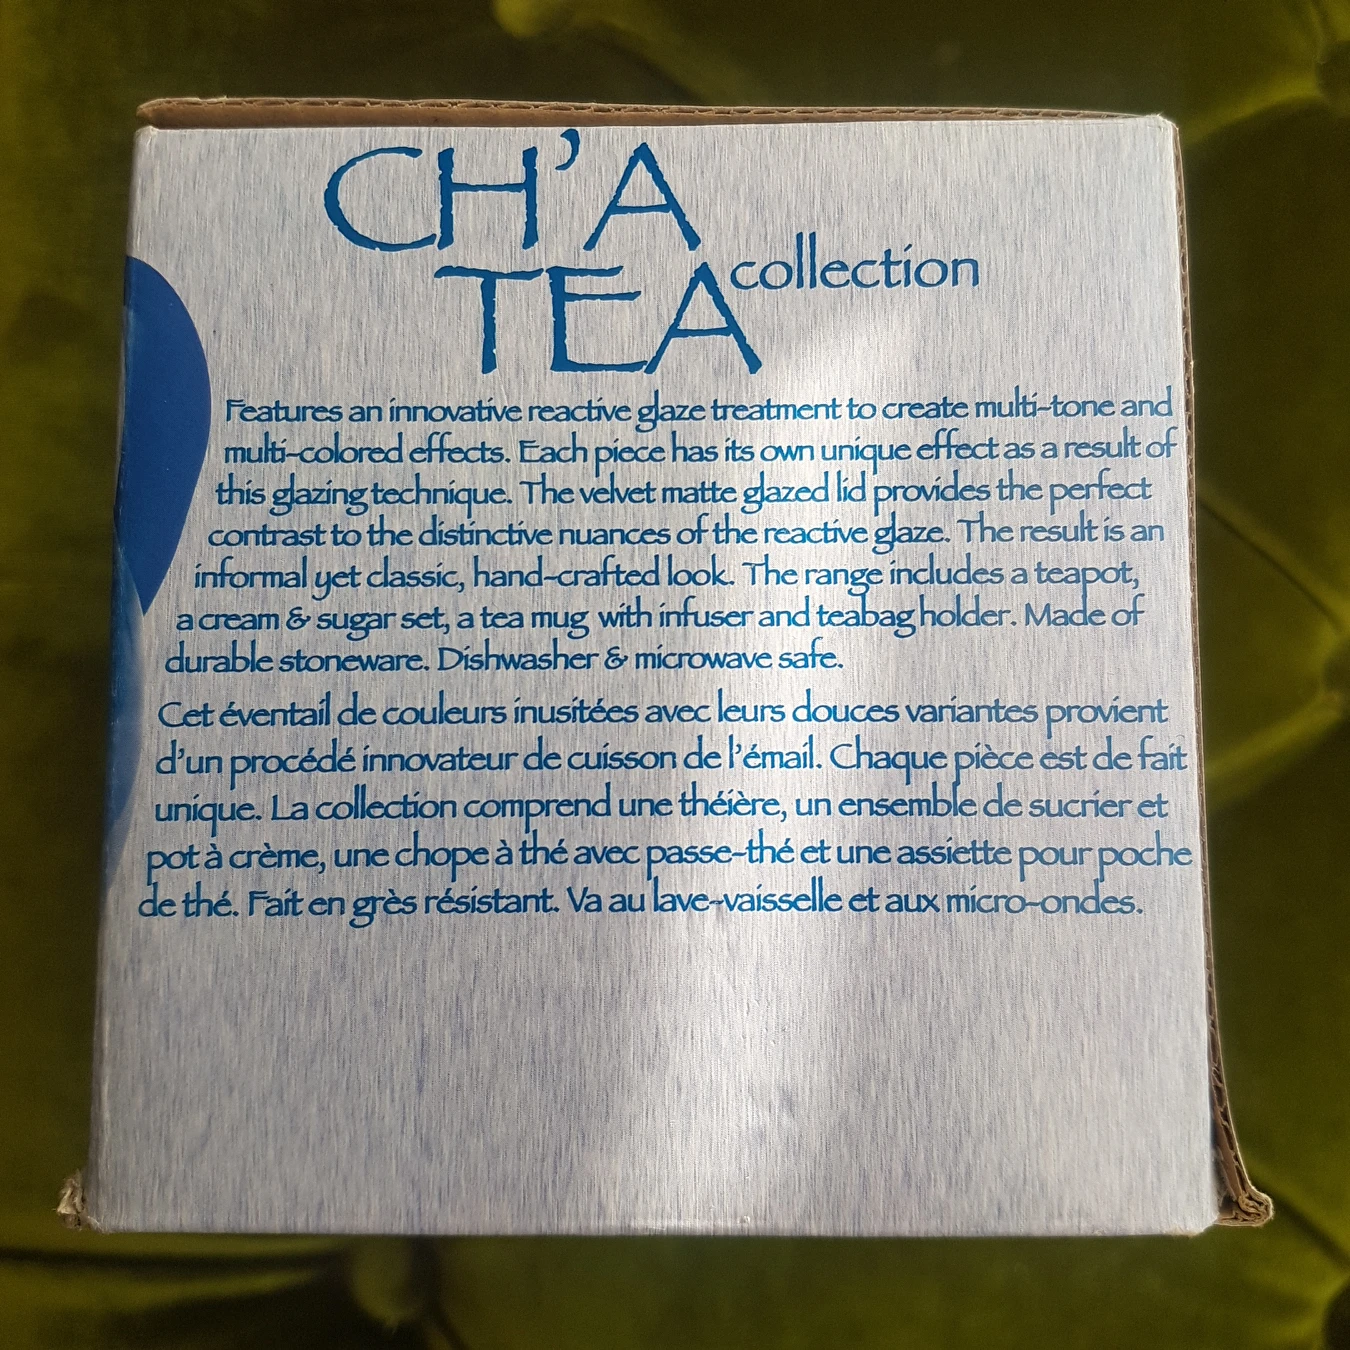 CH'A
TEA collection
Features an innovative reactive glaze treatment to create multi-tone and
multi-colored effects. Each piece has its own unique effect as a result of
this glazing technique. The velvet matte glazed lid provides the perfect
contrast to the distinctive nuances of the reactive glaze. The result is an
informal yet classic, hand-crafted look. The range includes a teapot,
a cream & sugar set, a tea mug with infuser and teabag holder. Made of
durable stoneware. Dishwasher & microwave safe.
Cet éventail de couleurs inusitées avec leurs douces variantes provient
d'un procédé innovateur de cuisson de l'émail. Chaque pièce est de fait
unique. La collection comprend une théière, un ensemble de sucrier et
pot à crème, une chope à thé avec passe-thé et une assiette pour poche
de thé. Fait en grès résistant. Va au lave-vaisselle et aux micro-ondes.